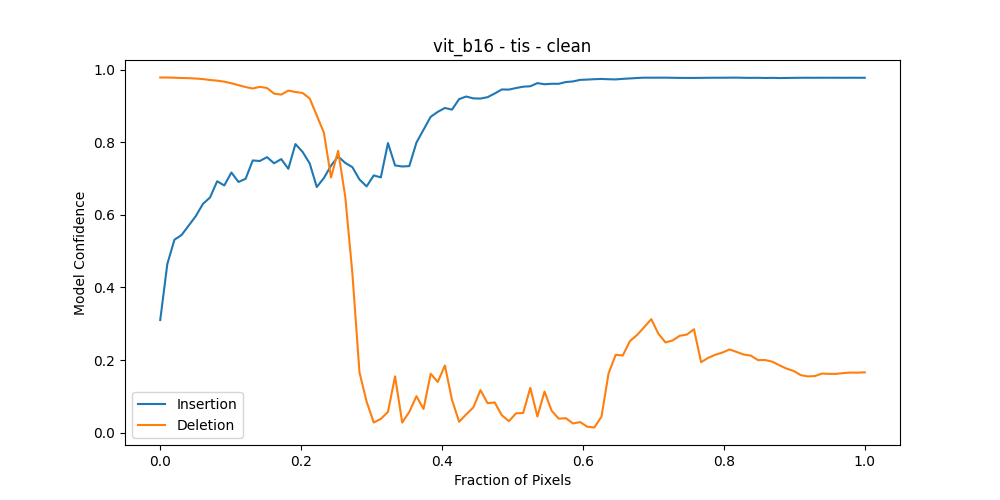 vit_b16 - tis - clean
1.0
0.8
0.6
0.4
0.2
0.0
Model Confidence
Insertion
Deletion
0.0 0.2 0.4 0.6 0.8 1.0
Fraction of Pixels